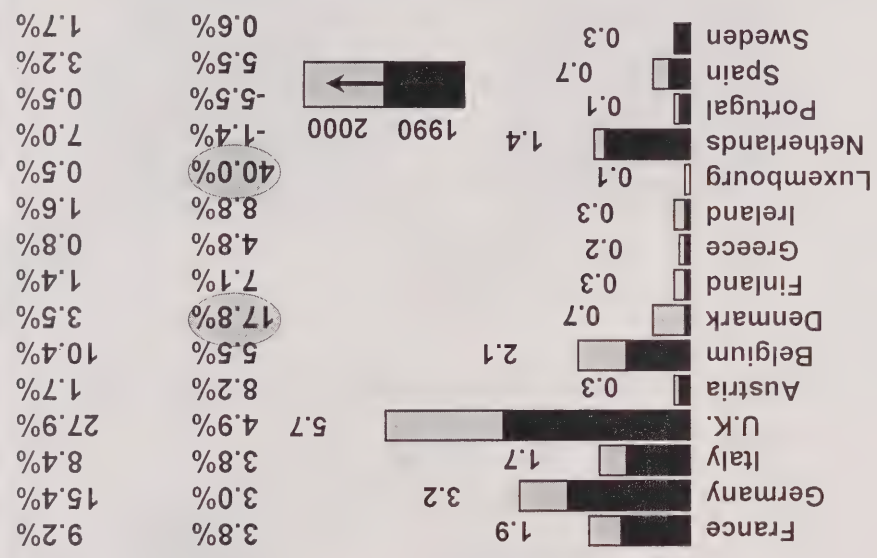 France 1.9 3.8% 9.2%
Germany 3.2 3.0% 15.4%
Italy 1.7 3.8% 8.4%
U.K. 5.7 4.9% 27.9%
Austria 0.3 8.2% 1.7%
Belgium 2.1 5.5% 10.4%
Denmark 0.7 17.8% 3.5%
Finland 0.3 7.1% 1.4%
Greece 0.2 4.8% 0.8%
Ireland 0.3 8.8% 1.6%
Luxembourg 0.1 40.0% 0.5%
Netherlands 1.4 1990 2000 -1.4% 7.0%
Portugal 0.1 -5.5% 0.5%
Spain 0.7 5.5% 3.2%
Sweden 0.3 0.6% 1.7%